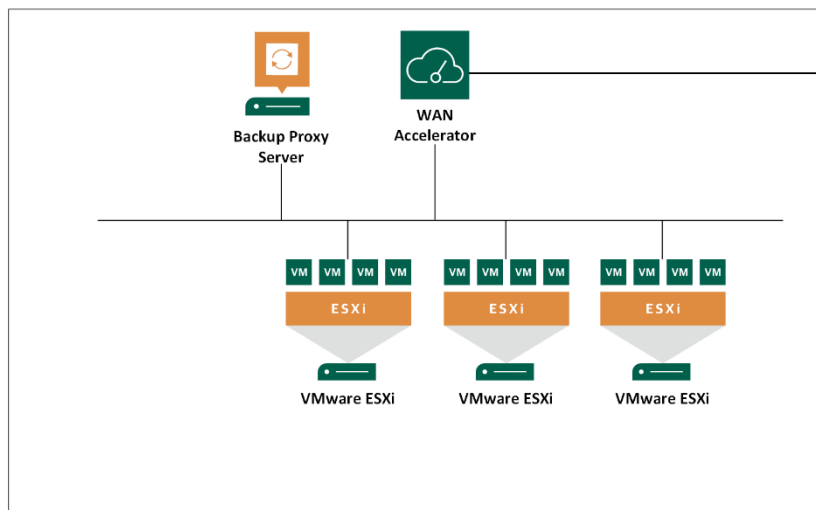 Backup Proxy
Server
WAN
Accelerator
VM VM VM VM
VM VM VM VM
VM VM VM VM
ESXi
ESXi
ESXi
VMware ESXi
VMware ESXi
VMware ESXi